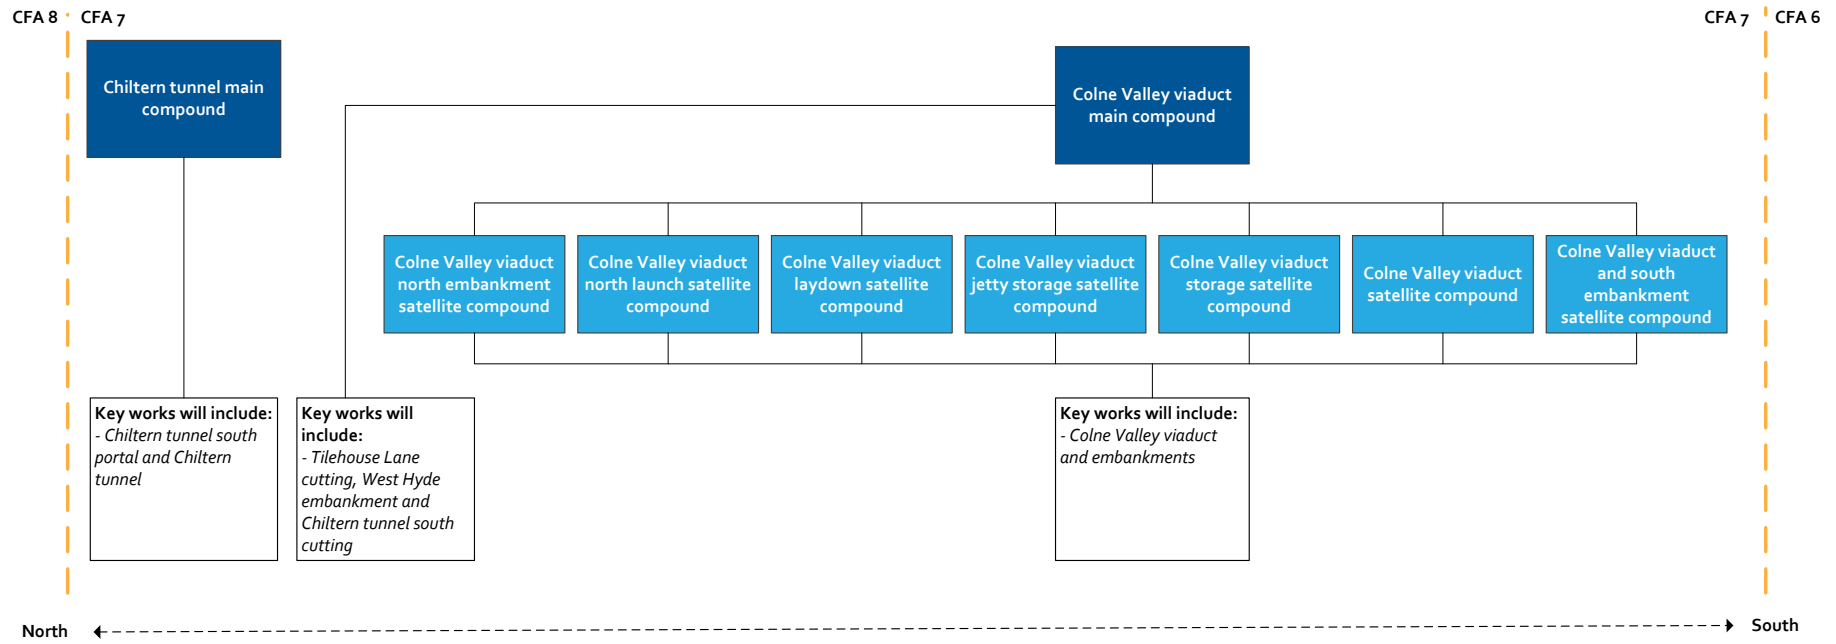 CFA 8
CFA 7
CFA 7
CFA 6
Chiltern tunnel main
compound
Colne Valley viaduct
main compound
Colne Valley viaduct
north embankment
satellite compound
Colne Valley viaduct
north launch satellite
compound
Colne Valley viaduct
laydown satellite
compound
Colne Valley viaduct
jetty storage satellite
compound
Colne Valley viaduct
storage satellite
compound
Colne Valley viaduct
satellite compound
Colne Valley viaduct
and south
embankment
satellite compound
Key works will include:
- Chiltern tunnel south
portal and Chiltern
tunnel
Key works will
include:
- Tilehouse Lane
cutting, West Hyde
embankment and
Chiltern tunnel south
cutting
Key works will include:
- Colne Valley viaduct
and embankments
North
South